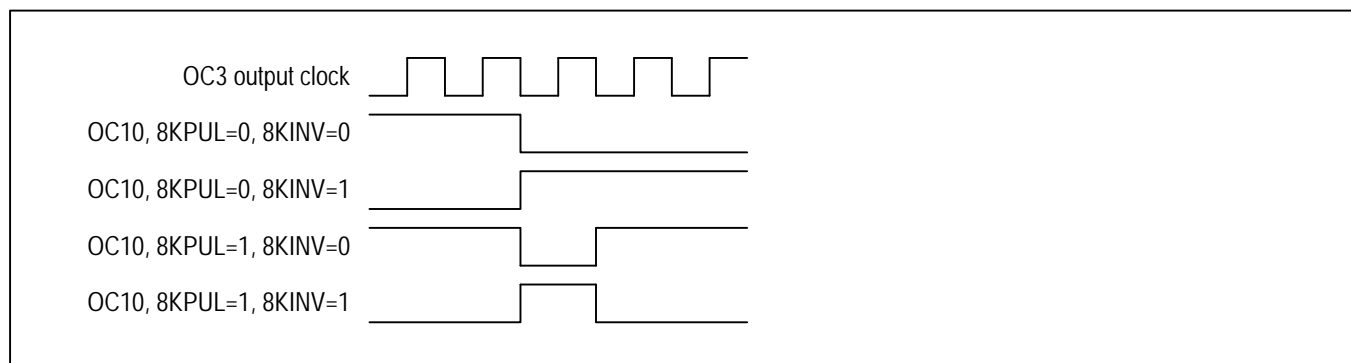 OC3 output clock
OC10, 8KPUL=0, 8KINV=0
OC10, 8KPUL=0, 8KINV=1
OC10, 8KPUL=1, 8KINV=0
OC10, 8KPUL=1, 8KINV=1